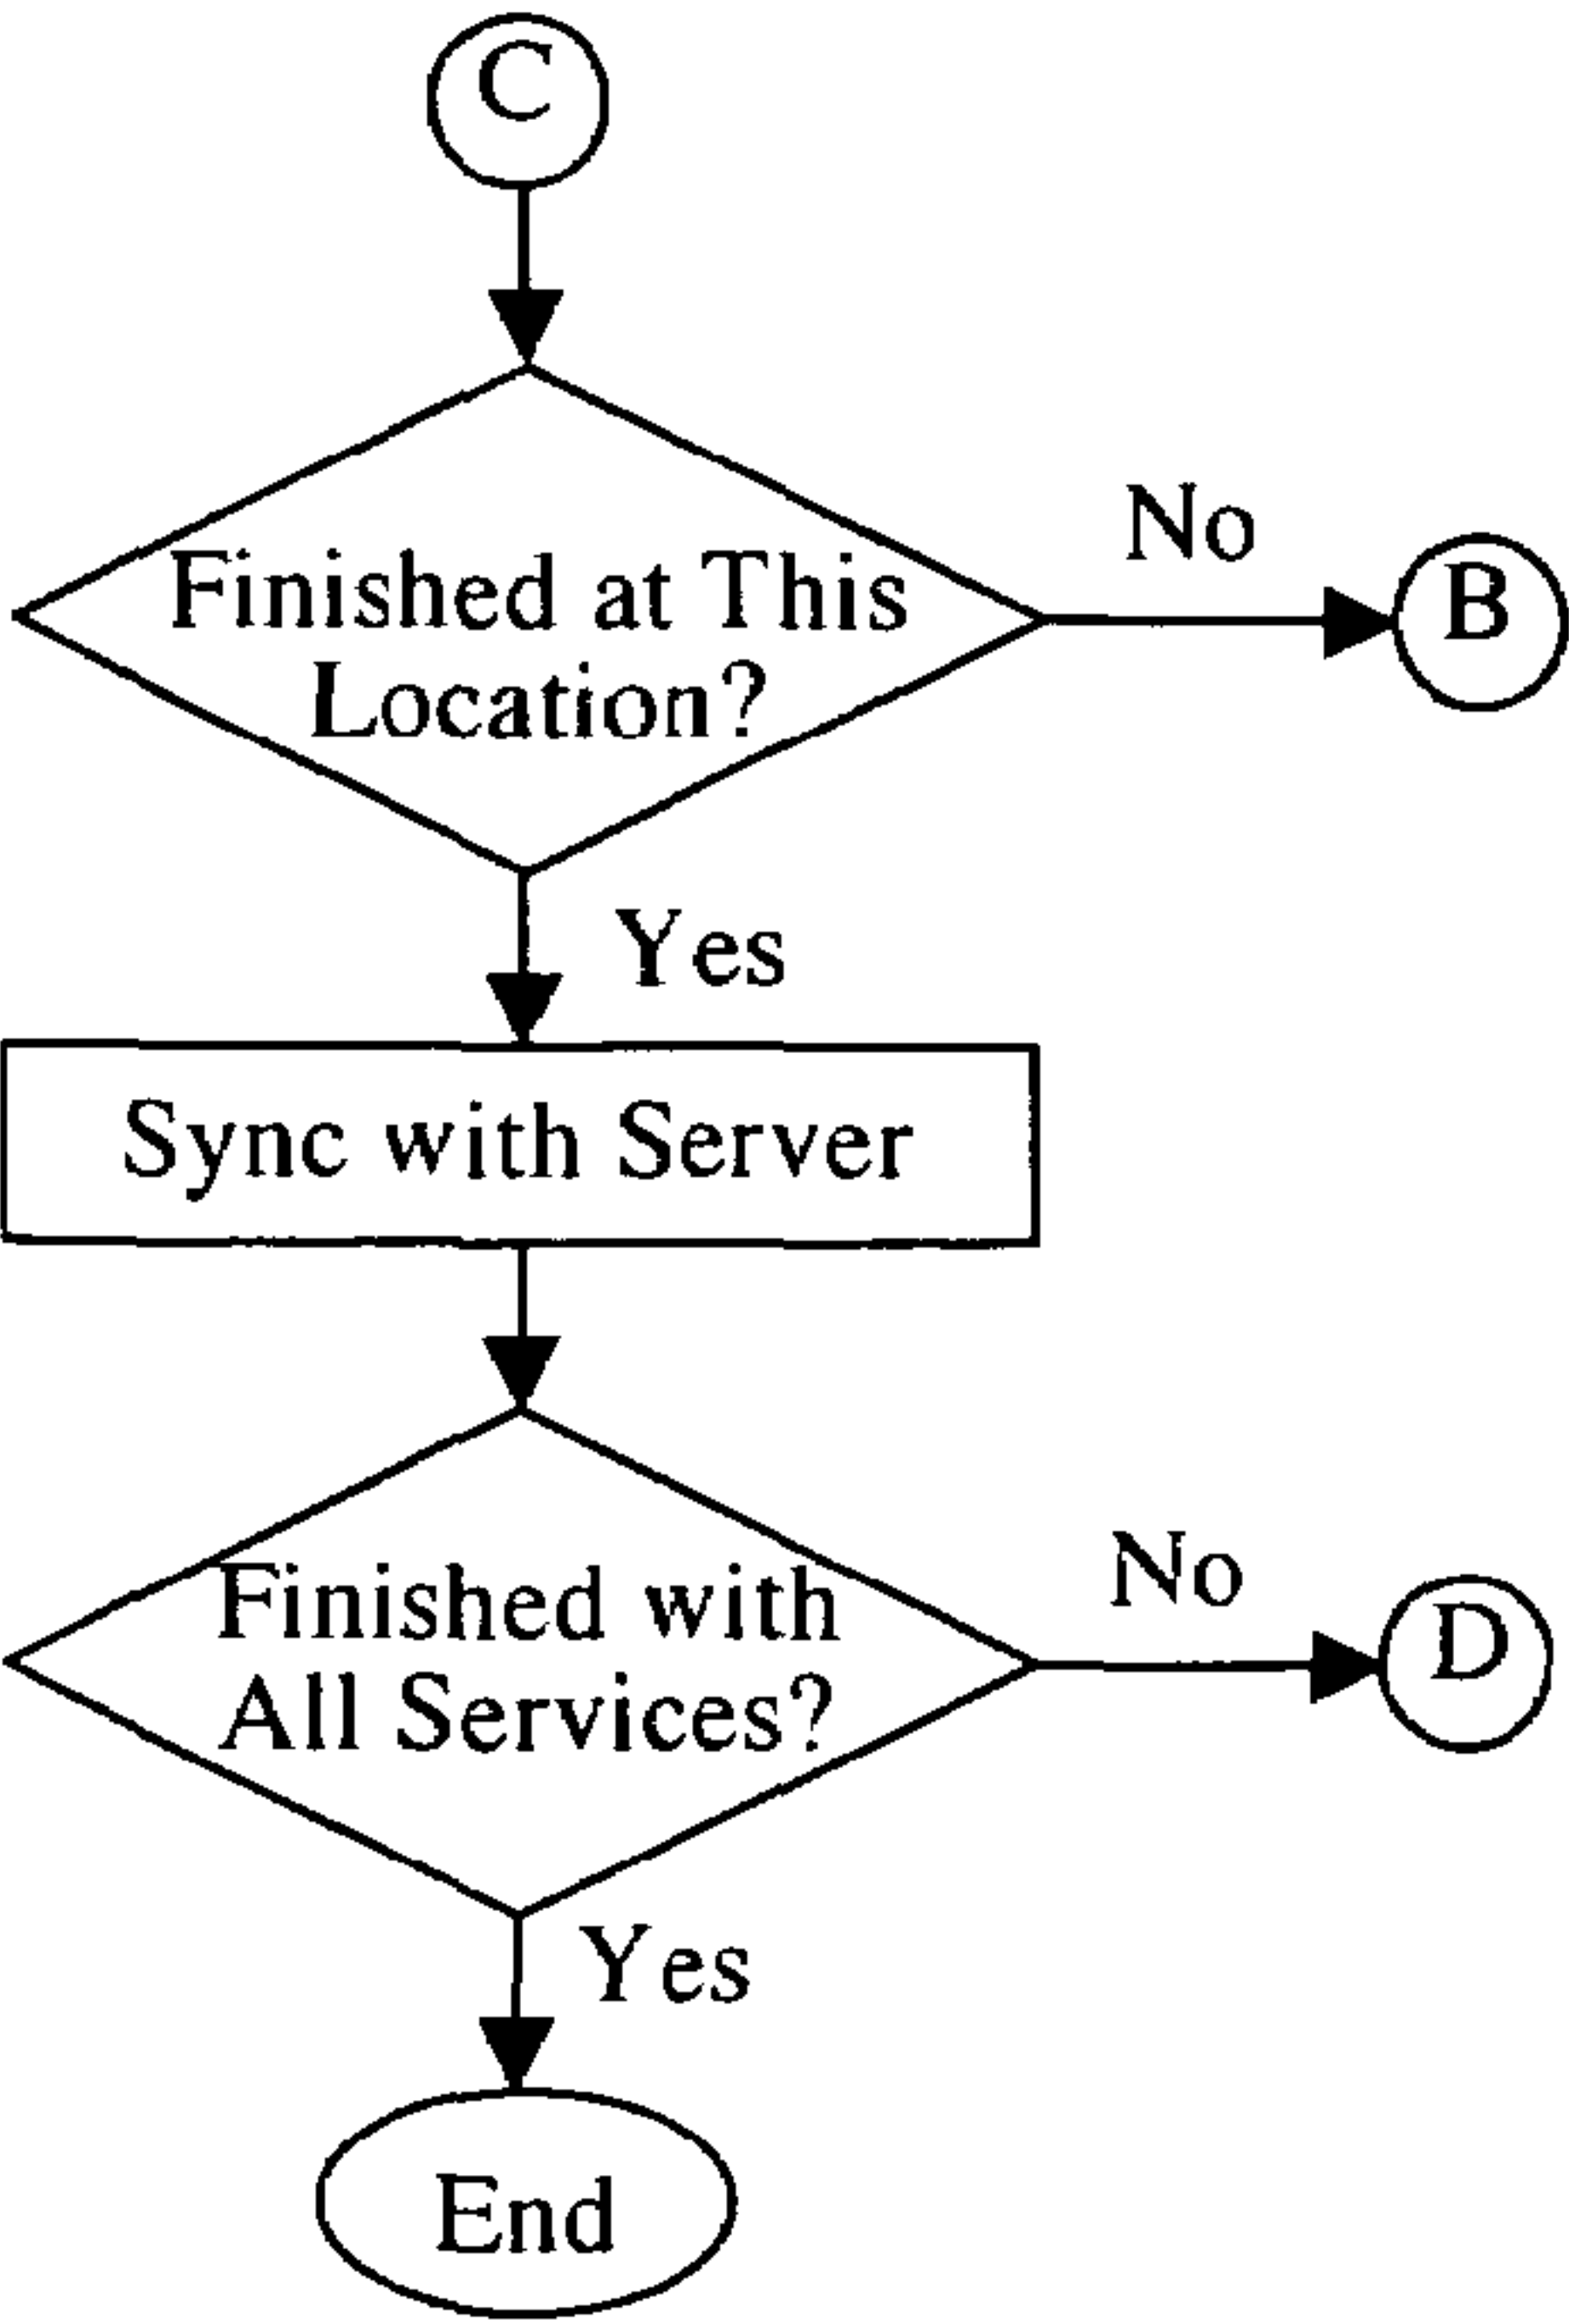 C
Finished at This
Location?
No
B
Yes
Sync with Server
Finished with
All Services?
No
D
Yes
End